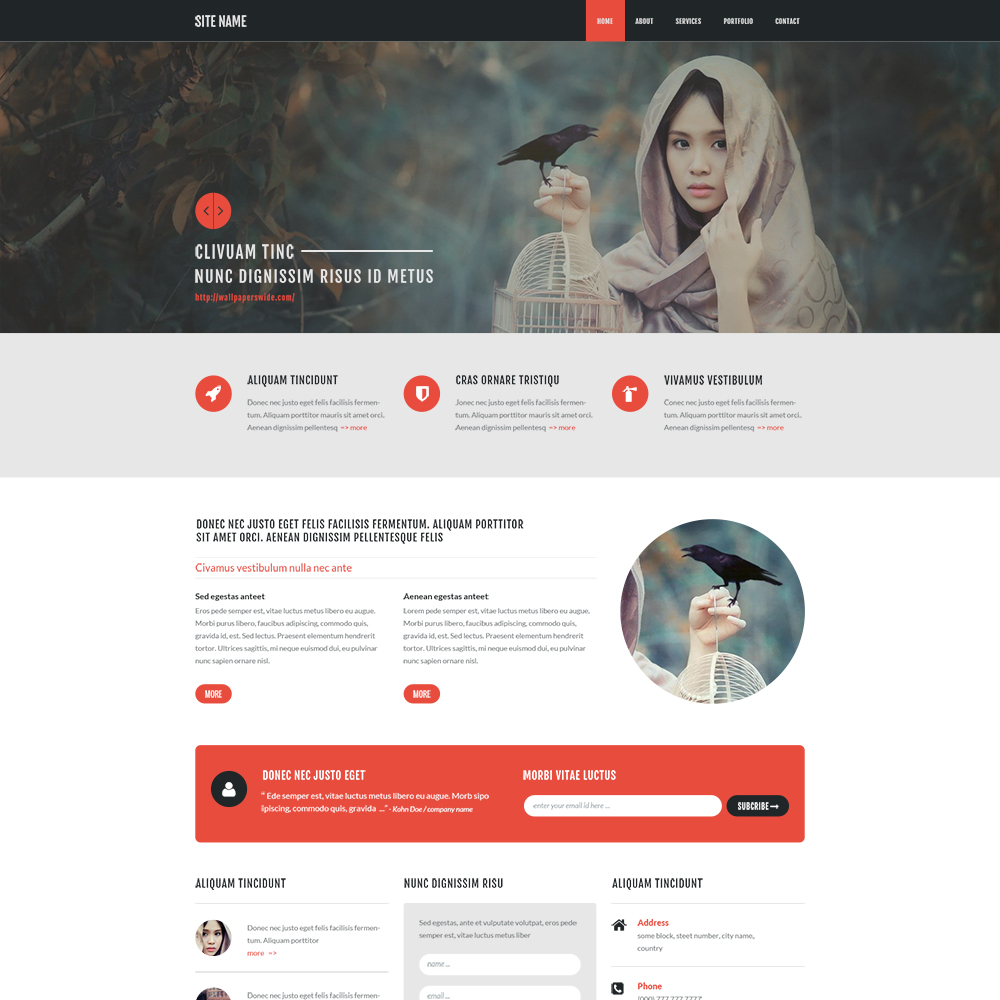 SITE NAME
HOME ABOUT SERVICES PORTFOLIO CONTACT
CLIVUAM TINC
NUNC DIGNISSIM RISUS ID METUS
http://wallpaperswide.com/
ALIQUAM TINCIDUNT
Donec nec justo eget felis facilisis fermen-
tum. Aliquam porttitor mauris sit amet orci.
Aenean dignissim pellentesq => more
CRAS ORNARE TRISTIQU
Jonec nec justo eget felis facilisis fermen-
tum. Aliquam porttitor mauris sit amet orci.
Aenean dignissim pellentesq => more
VIVAMUS VESTIBULUM
Conec nec justo eget felis facilisis fermen-
tum. Aliquam porttitor mauris sit amet orci.
Aenean dignissim pellentesq => more
DONEC NEC JUSTO EGET FELIS FACILISIS FERMENTUM. ALIQUAM PORTTITOR
SIT AMET ORCI. AENEAN DIGNISSIM PELLENTESQUE FELIS
Civamus vestibulum nulla nec ante
Sed egestas anteet
Eros pede semper est, vitae luctus metus libero eu augue.
Morbi purus libero, faucibus adipiscing, commodo quis,
gravida id, est. Sed lectus. Praesent elementum hendrerit
tortor. Ultrices sagittis, mi neque euismod dui, eu pulvinar
nunc sapien ornare nisl.
MORE
Aenean egestas anteet
Lorem pede semper est, vitae luctus metus libero eu augue.
Morbi purus libero, faucibus adipiscing, commodo quis,
gravida id, est. Sed lectus. Praesent elementum hendrerit
tortor. Ultrices sagittis, mi neque euismod dui, eu pulvinar
nunc sapien ornare nisl.
MORE
DONEC NEC JUSTO EGET
“ Ede semper est, vitae luctus metus libero eu augue. Morb sipo
lpiscing, commodo quis, gravida ...” - Kohn Doe / company name
MORBI VITAE LUCTUS
enter your email id here ...
SUBCRIBE
ALIQUAM TINCIDUNT
Donec nec justo eget felis facilisis fermen-
tum. Aliquam porttitor
more =>
Donec nec justo eget felis facilisis fermen-
NUNC DIGNISSIM RISU
Sed egestas, ante et vulputate volutpat, eros pede
semper est, vitae luctus metus liber
name ...
email ...
ALIQUAM TINCIDUNT
Address
some block, steet number, city name,
country
Phone
(000) 777 777 7777